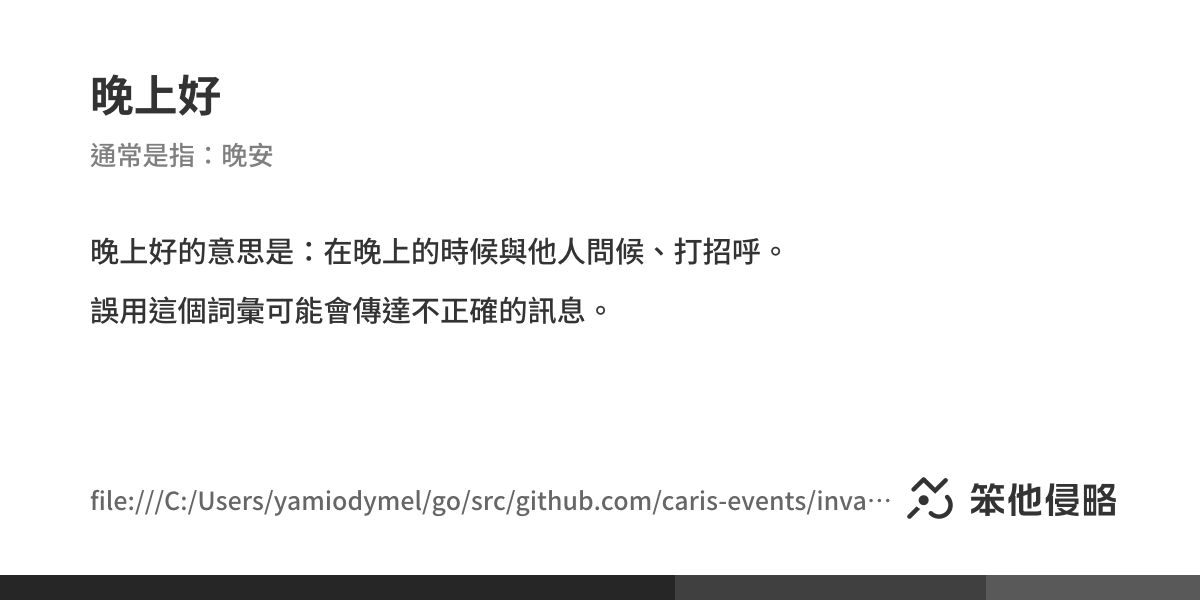 晚上好
通常是指：晚安
晚上好的意思是：在晚上的時候與他人問候、打招呼。
誤用這個詞彙可能會傳達不正確的訊息。
file:///C:/Users/yamiodymel/go/src/github.com/caris-events/inva⋯
笨他侵略